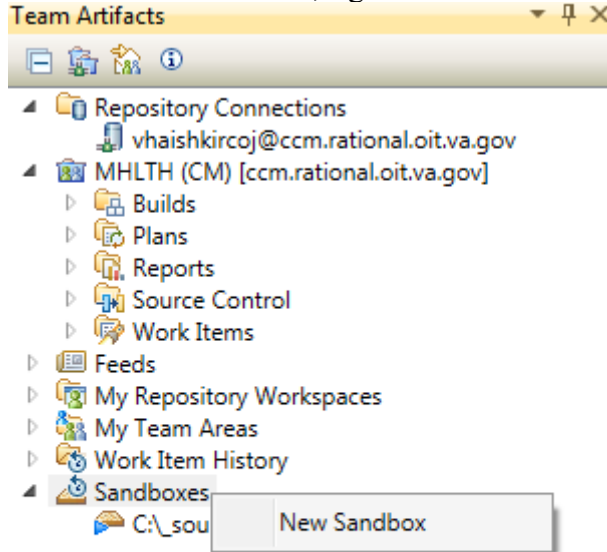 Team Artifacts
Repository Connections
vhaishkircoj@ccm.rational.oit.va.gov
MHLTH (CM) [ccm.rational.oit.va.gov]
Builds
Plans
Reports
Source Control
Work Items
Feeds
My Repository Workspaces
My Team Areas
Work Item History
Sandboxes
C:\_sou
New Sandbox